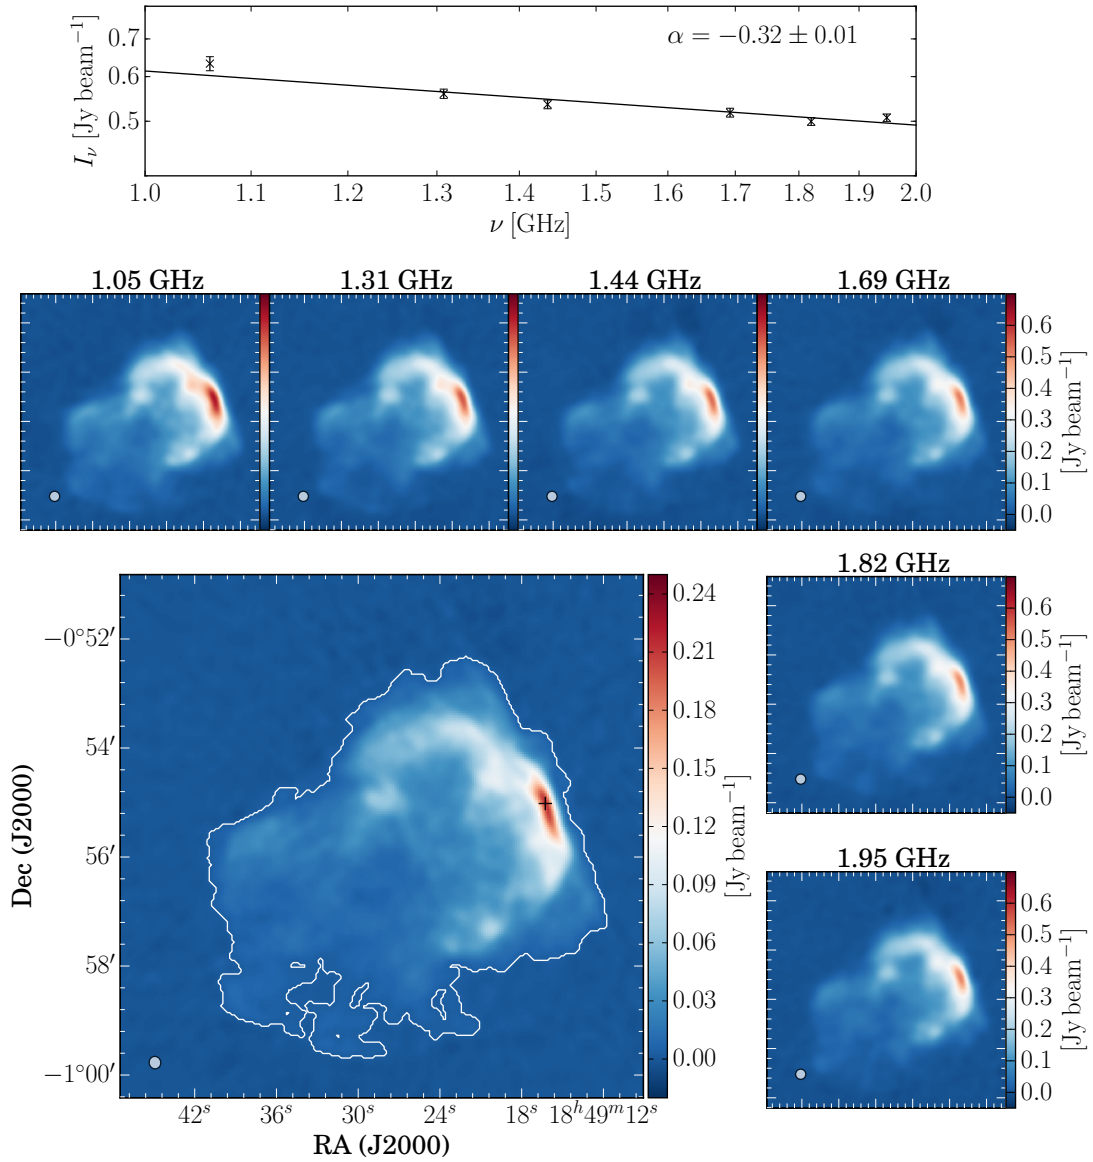 α = −0.32 ± 0.01
0.7
0.6
0.5
I_ν [Jy beam⁻¹]
1.0 1.1 1.2 1.3 1.4 1.5 1.6 1.7 1.8 1.9 2.0
ν [GHz]
1.05 GHz 1.31 GHz 1.44 GHz 1.69 GHz
0.6
0.5
0.4
0.3
0.2
0.1
0.0
[Jy beam⁻¹]
−0°52′
54′
56′
58′
−1°00′
Dec (J2000)
42ˢ 36ˢ 30ˢ 24ˢ 18ˢ 18ʰ49ᵐ12ˢ
RA (J2000)
0.24
0.21
0.18
0.15
0.12
0.09
0.06
0.03
0.00
[Jy beam⁻¹]
1.82 GHz
0.6
0.5
0.4
0.3
0.2
0.1
0.0
[Jy beam⁻¹]
1.95 GHz
0.6
0.5
0.4
0.3
0.2
0.1
0.0
[Jy beam⁻¹]